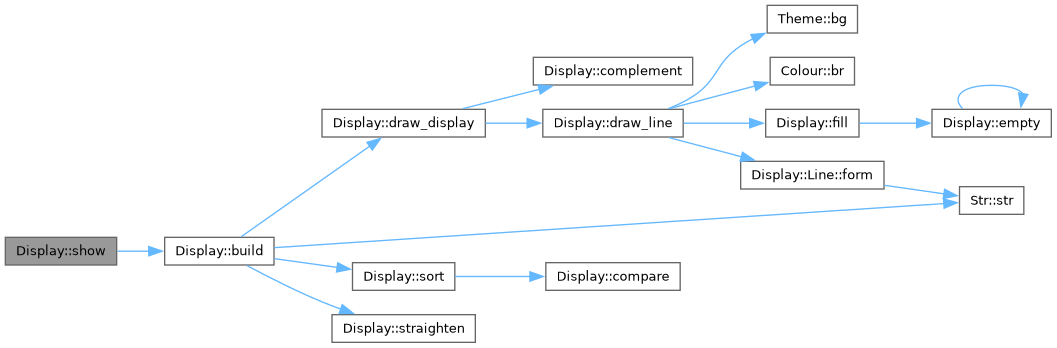 Display::show
Display::build
Display::draw_display
Display::complement
Display::draw_line
Theme::bg
Colour::br
Display::fill
Display::empty
Display::Line::form
Str::str
Display::sort
Display::compare
Display::straighten